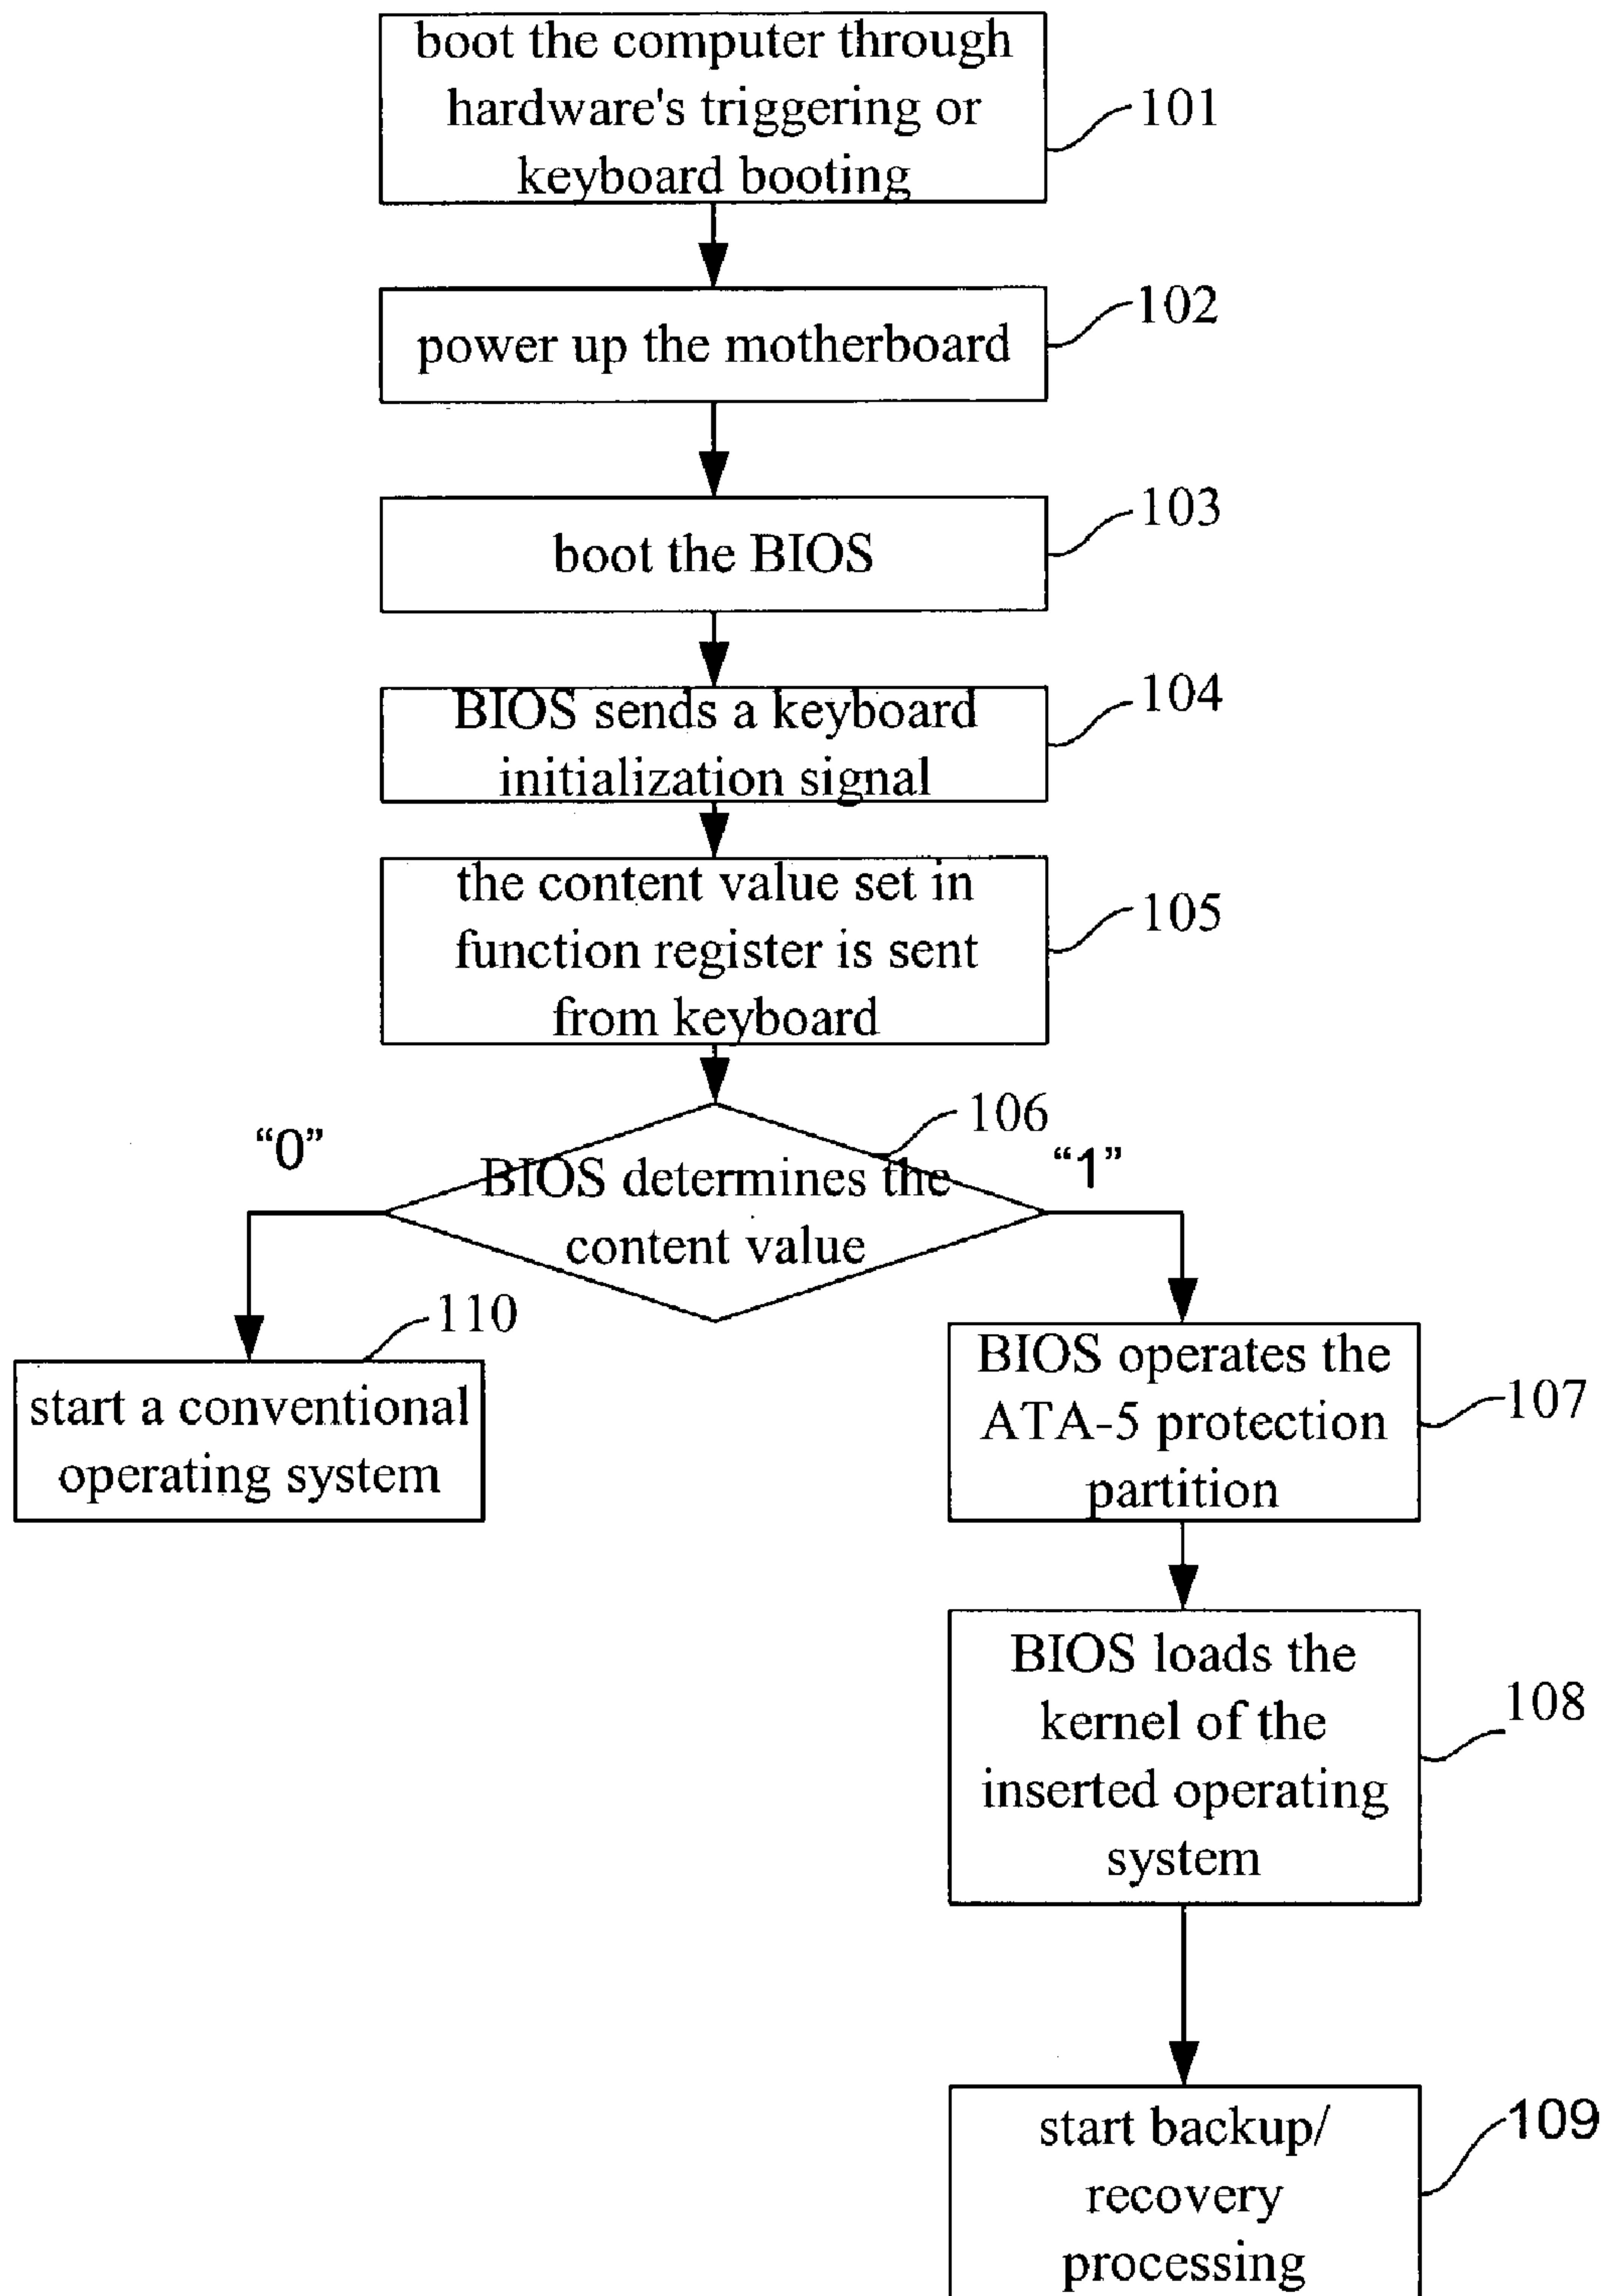 boot the computer through
hardware's triggering or
keyboard booting
101
power up the motherboard
102
boot the BIOS
103
BIOS sends a keyboard
initialization signal
104
the content value set in
function register is sent
from keyboard
105
106
“0”
“1”
BIOS determines the
content value
110
start a conventional
operating system
BIOS operates the
ATA-5 protection
partition
107
BIOS loads the
kernel of the
inserted operating
system
108
start backup/
recovery
processing
109